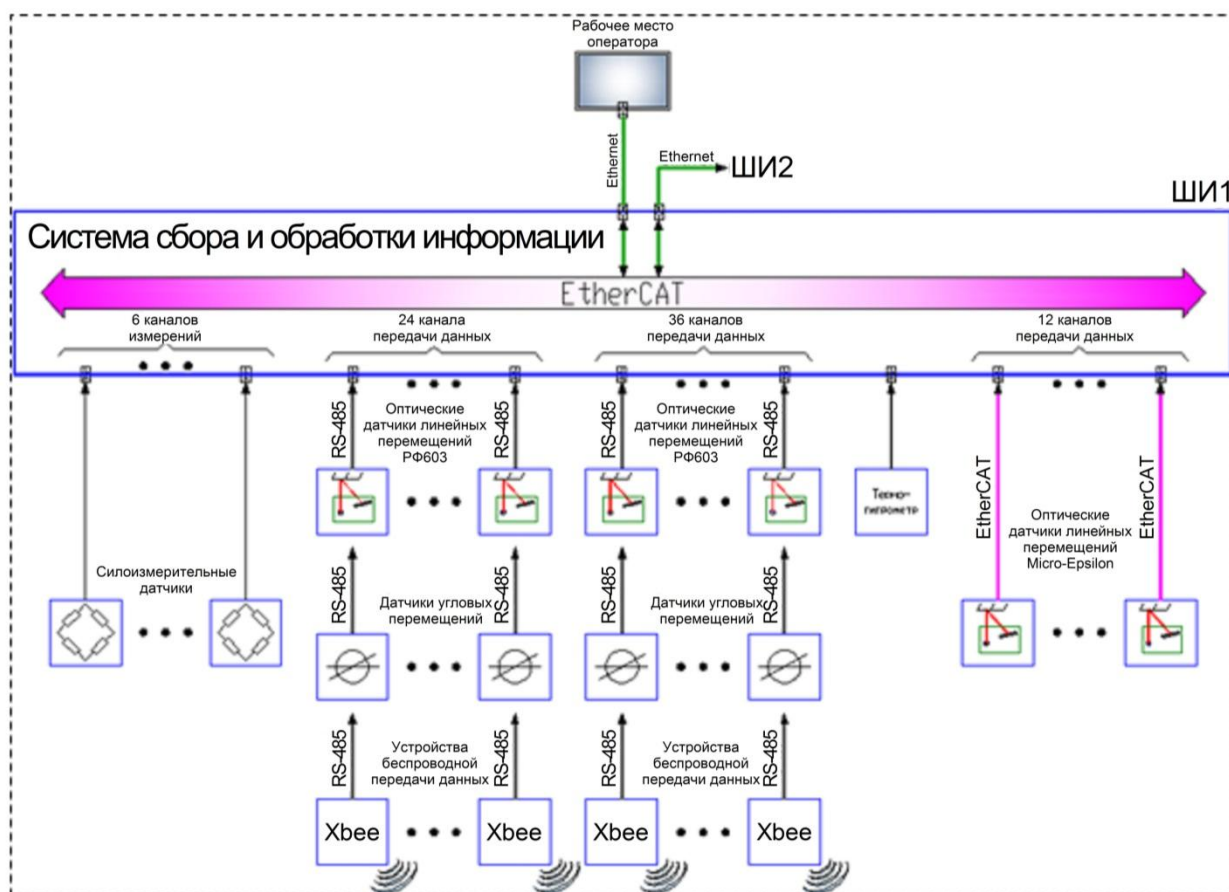 Рабочее место
оператора
Ethernet
Ethernet
ШИ2
ШИ1
Система сбора и обработки информации
EtherCAT
6 каналов
измерений
24 канала
передачи данных
36 каналов
передачи данных
12 каналов
передачи данных
RS-485
Оптические
датчики линейных
перемещений
РФ603
RS-485
RS-485
Оптические
датчики линейных
перемещений
РФ603
RS-485
Термо-
гигрометр
EtherCAT
EtherCAT
Оптические
датчики линейных
перемещений
Micro-Epsilon
Силоизмерительные
датчики
RS-485
Датчики угловых
перемещений
RS-485
RS-485
Датчики угловых
перемещений
RS-485
RS-485
Устройства
беспроводной
передачи данных
RS-485
RS-485
Устройства
беспроводной
передачи данных
RS-485
Xbee
Xbee
Xbee
Xbee